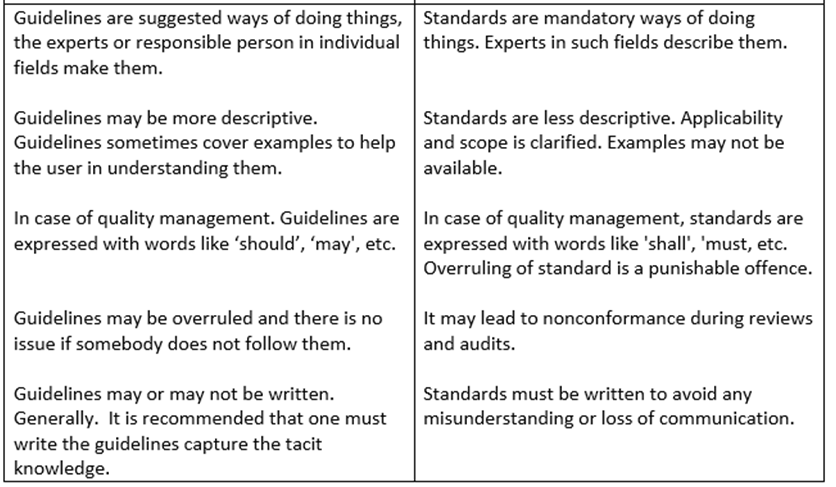 Guidelines are suggested ways of doing things,
the experts or responsible person in individual
fields make them.
Standards are mandatory ways of doing
things. Experts in such fields describe them.
Guidelines may be more descriptive.
Guidelines sometimes cover examples to help
the user in understanding them.
Standards are less descriptive. Applicability
and scope is clarified. Examples may not be
available.
In case of quality management. Guidelines are
expressed with words like ‘should’, ‘may', etc.
In case of quality management, standards are
expressed with words like 'shall', 'must, etc.
Overruling of standard is a punishable offence.
Guidelines may be overruled and there is no
issue if somebody does not follow them.
It may lead to nonconformance during reviews
and audits.
Guidelines may or may not be written.
Generally.  It is recommended that one must
write the guidelines capture the tacit
knowledge.
Standards must be written to avoid any
misunderstanding or loss of communication.